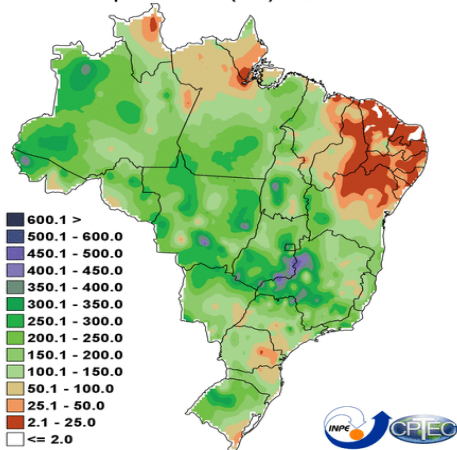 600.1 >
500.1 - 600.0
450.1 - 500.0
400.1 - 450.0
350.1 - 400.0
300.1 - 350.0
250.1 - 300.0
200.1 - 250.0
150.1 - 200.0
100.1 - 150.0
50.1 - 100.0
25.1 - 50.0
2.1 - 25.0
<= 2.0
INPE
CPTEC